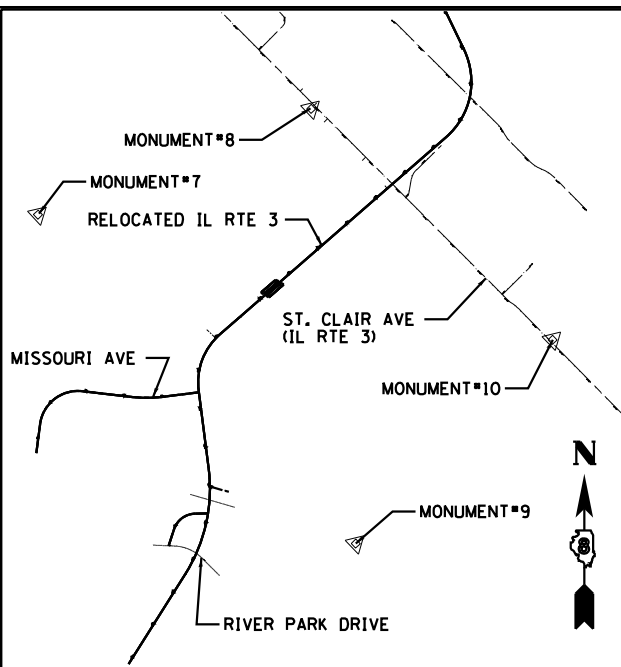 MONUMENT#8
MONUMENT#7
RELOCATED IL RTE 3
ST. CLAIR AVE
(IL RTE 3)
MISSOURI AVE
MONUMENT#10
N
MONUMENT#9
8
RIVER PARK DRIVE